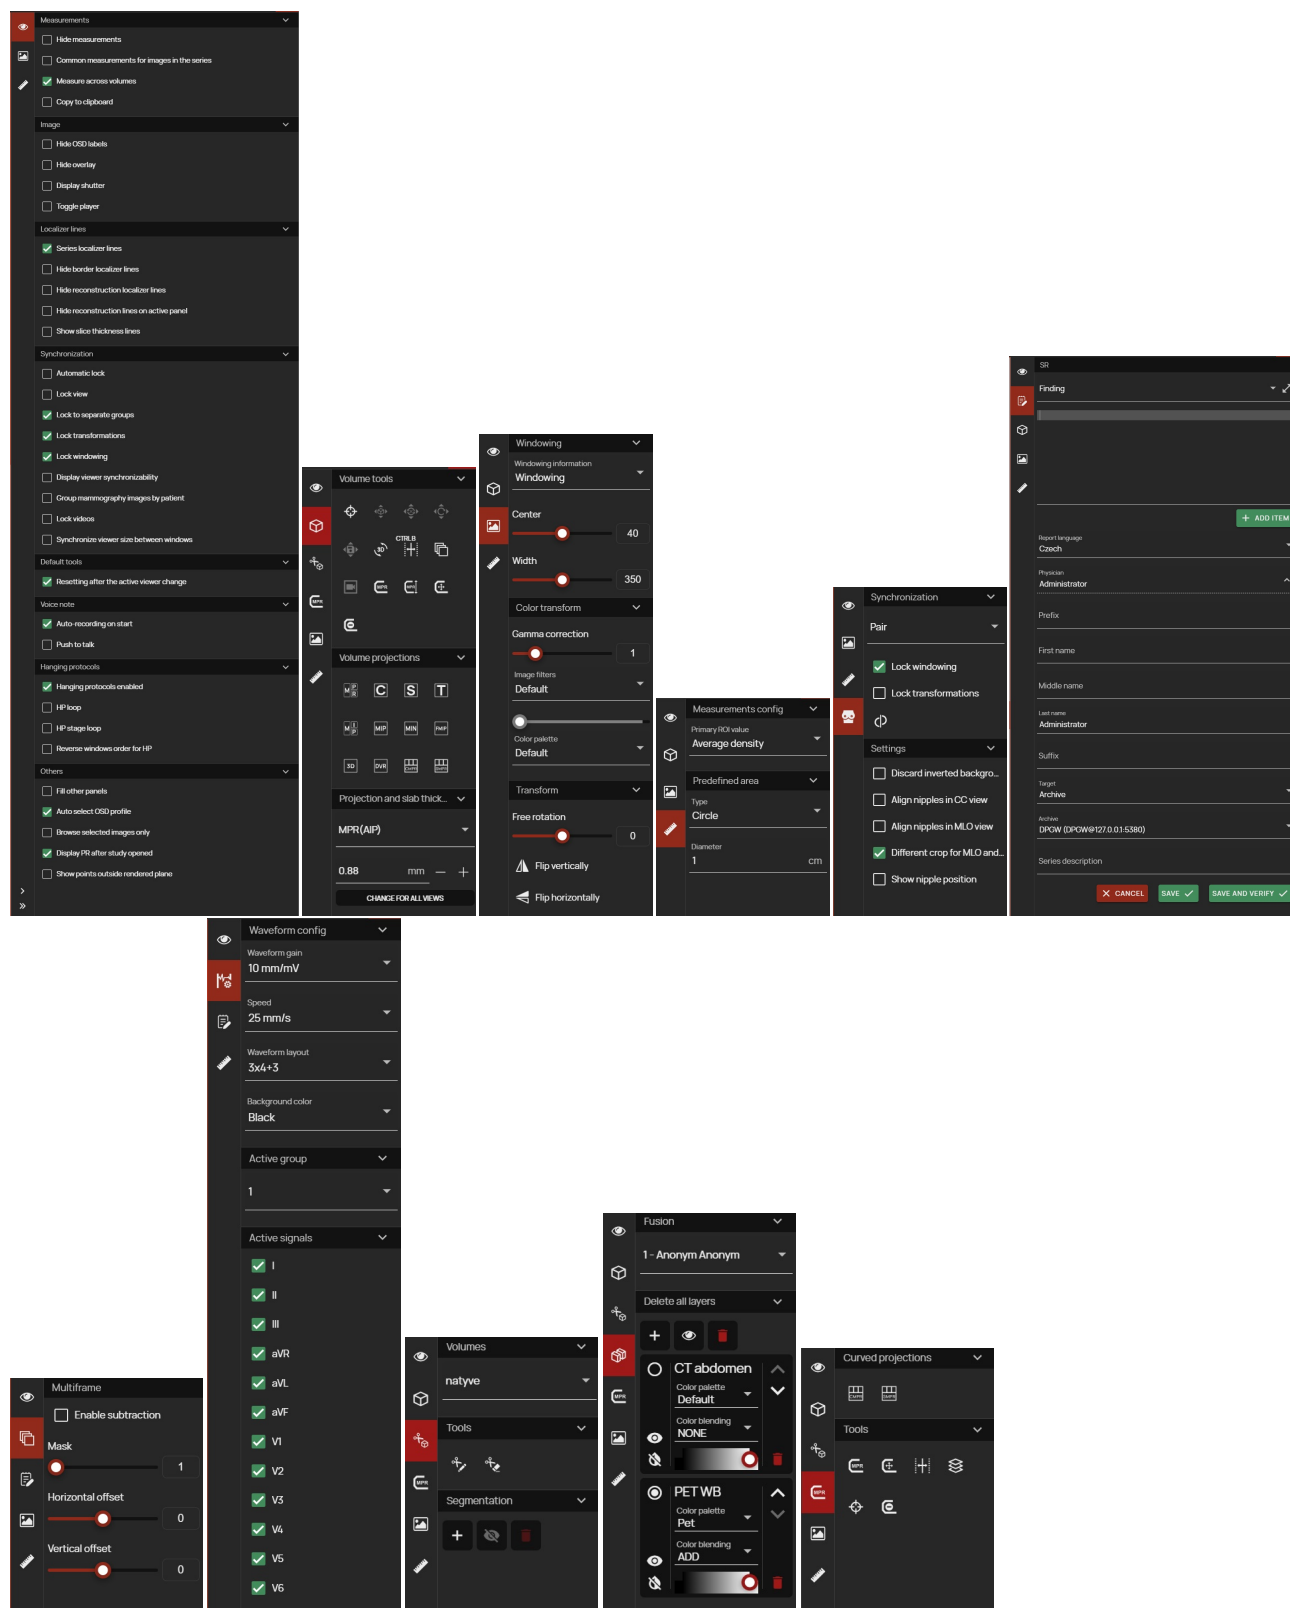 Measurements
Hide measurements
Common measurements for images in the series
Measure across volumes
Copy to clipboard
Image
Hide OSD labels
Hide overlay
Display shutter
Toggle player
Localizer lines
Series localizer lines
Hide border localizer lines
Hide reconstruction localizer lines
Hide reconstruction lines on active panel
Show slice thickness lines
Synchronization
Automatic lock
Lock view
Lock to separate groups
Lock transformations
Lock windowing
Display viewer synchronizability
Group mammography images by patient
Lock videos
Synchronize viewer size between windows
Default tools
Resetting after the active viewer change
Voice note
Auto-recording on start
Push to talk
Hanging protocols
Hanging protocols enabled
HP loop
HP stage loop
Reverse windows order for HP
Others
Fill other panels
Auto select OSD profile
Browse selected images only
Display PR after study opened
Show points outside rendered plane
Volume tools
3D
CTRL B
MPR
MPR
MPR
Volume projections
MPR
C
S
T
MIP
MIP
MIN
FMIP
3D
DVR
CMPR
SMPR
Projection and slab thick...
MPR(AIP)
0.88 mm
CHANGE FOR ALL VIEWS
Windowing
Windowing information
Windowing
Center
40
Width
350
Color transform
Gamma correction
1
Image filters
Default
Color palette
Default
Transform
Free rotation
0
Flip vertically
Flip horizontally
Measurements config
Primary ROI value
Average density
Predefined area
Type
Circle
Diameter
1 cm
Synchronization
Pair
Lock windowing
Lock transformations
Settings
Discard inverted backgro...
Align nipples in CC view
Align nipples in MLO view
Different crop for MLO and...
Show nipple position
SR
Finding
ADD ITEM
Report language
Czech
Physician
Administrator
Prefix
First name
Middle name
Last name
Administrator
Suffix
Target
Archive
Archive
DPGW (DPGW@127.0.0.1:5380)
Series description
CANCEL
SAVE
SAVE AND VERIFY
Multiframe
Enable subtraction
Mask
1
Horizontal offset
0
Vertical offset
0
Waveform config
Waveform gain
10 mm/mV
Speed
25 mm/s
Waveform layout
3x4+3
Background color
Black
Active group
1
Active signals
I
II
III
aVR
aVL
aVF
V1
V2
V3
V4
V5
V6
Volumes
natyve
Tools
MPR
Segmentation
Fusion
1 - Anonym Anonym
Delete all layers
CT abdomen
Color palette
Default
MPR
Color blending
NONE
PET WB
Color palette
Pet
Color blending
ADD
Curved projections
CMPR
SMPR
Tools
MPR
MPR